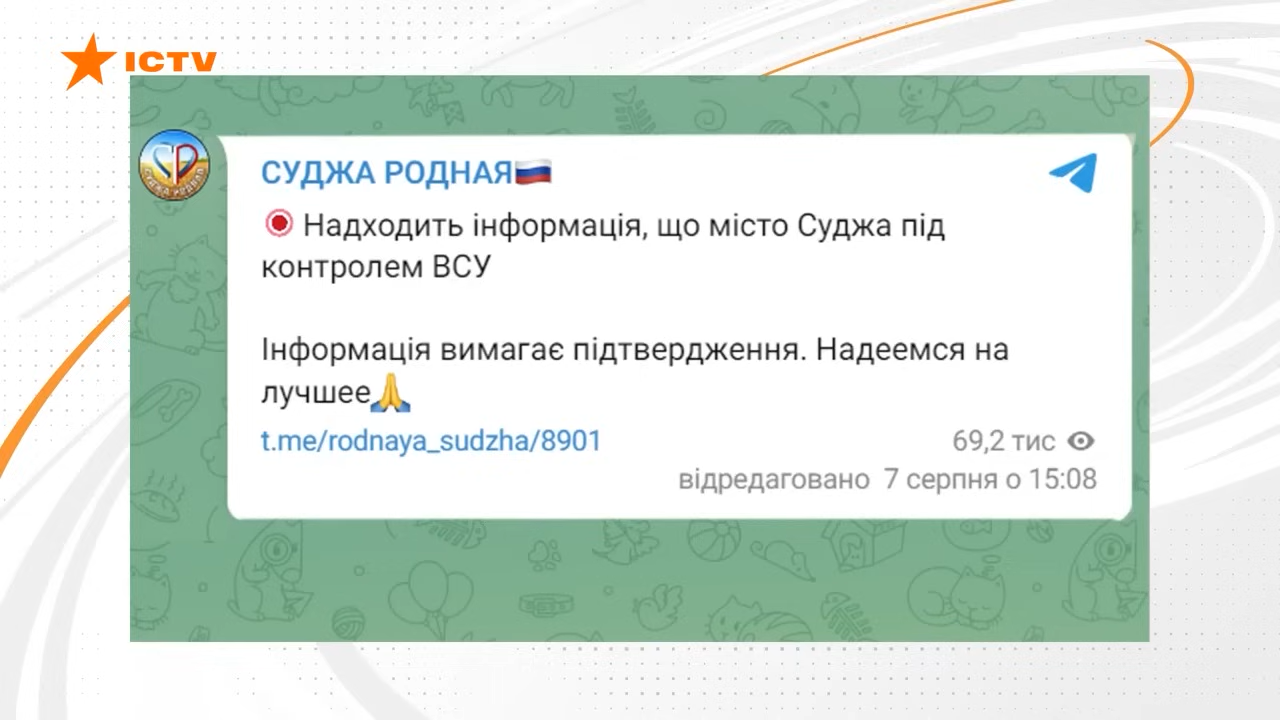 ICTV
СУДЖА РОДНАЯ🇷🇺
Надходить інформація, що місто Суджа під
контролем ВСУ
Інформація вимагає підтвердження. Надеемся на
лучшее🙏
t.me/rodnaya_sudzha/8901
69,2 тис
відредаговано 7 серпня о 15:08